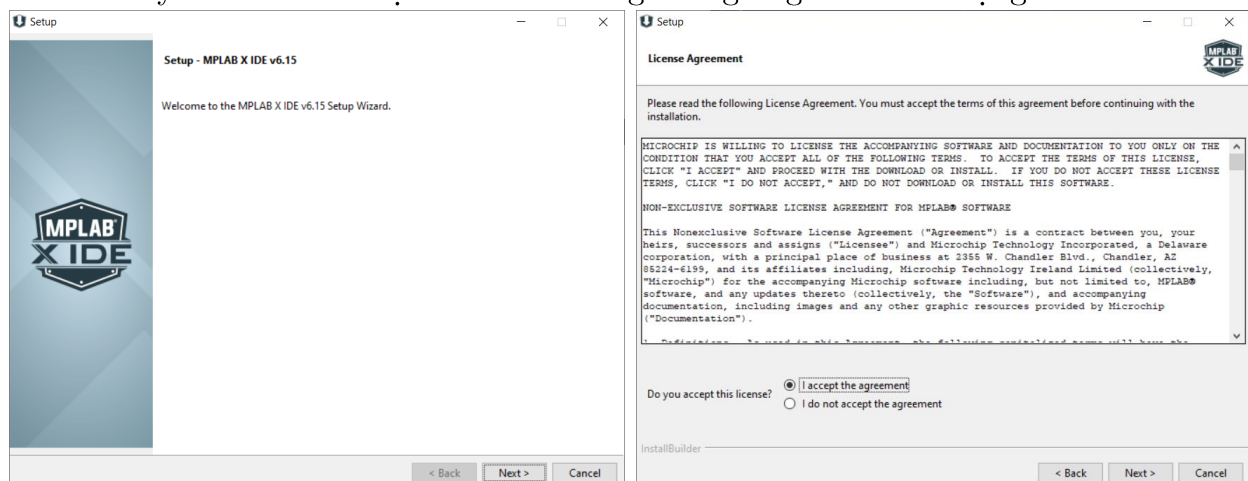 Setup
Setup - MPLAB X IDE v6.15
Welcome to the MPLAB X IDE v6.15 Setup Wizard.
MPLAB
X IDE
< Back Next > Cancel
Setup
License Agreement
MPLAB
X IDE
Please read the following License Agreement. You must accept the terms of this agreement before continuing with the
installation.
MICROCHIP IS WILLING TO LICENSE THE ACCOMPANYING SOFTWARE AND DOCUMENTATION TO YOU ONLY ON THE
CONDITION THAT YOU ACCEPT ALL OF THE FOLLOWING TERMS. TO ACCEPT THE TERMS OF THIS LICENSE,
CLICK "I ACCEPT" AND PROCEED WITH THE DOWNLOAD OR INSTALL. IF YOU DO NOT ACCEPT THESE LICENSE
TERMS, CLICK "I DO NOT ACCEPT," AND DO NOT DOWNLOAD OR INSTALL THIS SOFTWARE.
NON-EXCLUSIVE SOFTWARE LICENSE AGREEMENT FOR MPLAB® SOFTWARE
This Nonexclusive Software License Agreement ("Agreement") is a contract between you, your
heirs, successors and assigns ("Licensee") and Microchip Technology Incorporated, a Delaware
corporation, with a principal place of business at 2355 W. Chandler Blvd., Chandler, AZ
85224-6199, and its affiliates including, Microchip Technology Ireland Limited (collectively,
"Microchip") for the accompanying Microchip software including, but not limited to, MPLAB®
software, and any updates thereto (collectively, the "Software"), and accompanying
documentation, including images and any other graphic resources provided by Microchip
("Documentation").
Do you accept this license?
I accept the agreement
I do not accept the agreement
InstallBuilder
< Back Next > Cancel